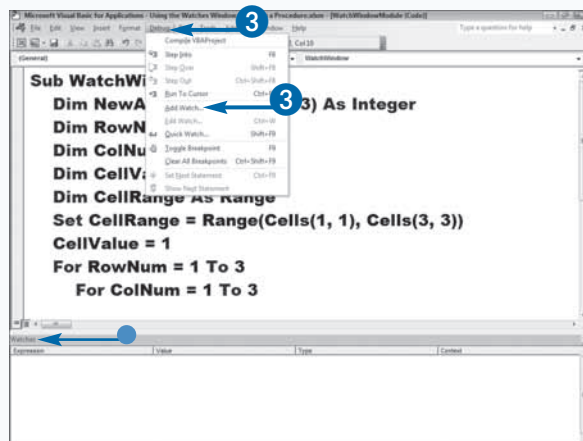 Microsoft Visual Basic for Applications - Using the Watches Window a Procedure.xlsm - [WatchWindowModule (Code)]
File Edit View Insert Format Debug Window Help Type a question for help
3
Col10
(General) WatchWindow
Compile VBAProject
Step Into F8
Step Over Shift+F8
Step Out Ctrl+Shift+F8
Run To Cursor
Add Watch...
3
Edit Watch... Ctrl+W
Quick Watch... Shift+F9
Toggle Breakpoint F9
Clear All Breakpoints Ctrl+Shift+F9
Set Next Statement Ctrl+F9
Show Next Statement
Sub WatchWi
Dim NewA 3) As Integer
Dim RowN
Dim ColNu
Dim CellVa
Dim CellRange As Range
Set CellRange = Range(Cells(1, 1), Cells(3, 3))
CellValue = 1
For RowNum = 1 To 3
For ColNum = 1 To 3
Watches
Expression Value Type Context